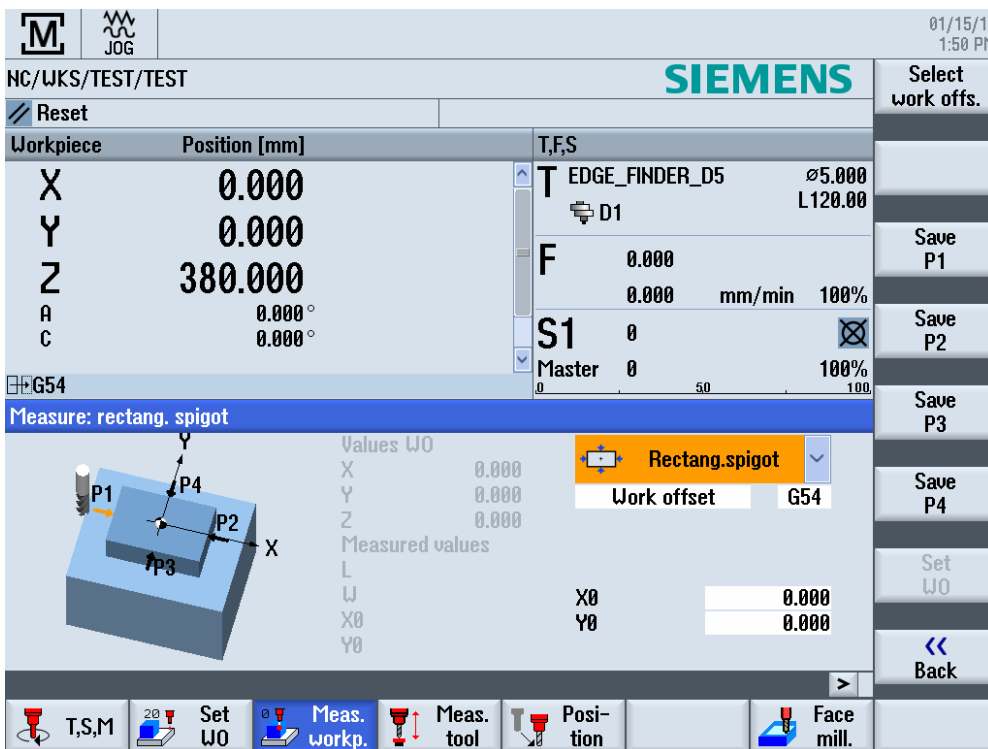 M
JOG
01/15/1
1:50 P
NC/WKS/TEST/TEST
SIEMENS
Select
work offs.
Reset
Workpiece Position [mm]
T,F,S
X 0.000
Y 0.000
Z 380.000
A 0.000°
C 0.000°
G54
T EDGE_FINDER_D5 ⌀5.000
D1 L120.00
F 0.000
0.000 mm/min 100%
S1 0
Master 0 100%
0 50 100
Save
P1
Save
P2
Save
P3
Save
P4
Set
WO
Back
Measure: rectang. spigot
Y
P1
P4
P2
X
P3
Values WO
X 0.000
Y 0.000
Z 0.000
Measured values
L
W
X0
Y0
Rectang.spigot
Work offset G54
X0 0.000
Y0 0.000
>
T,S,M
20
Set
WO
0
Meas.
workp.
Meas.
tool
Posi-
tion
Face
mill.